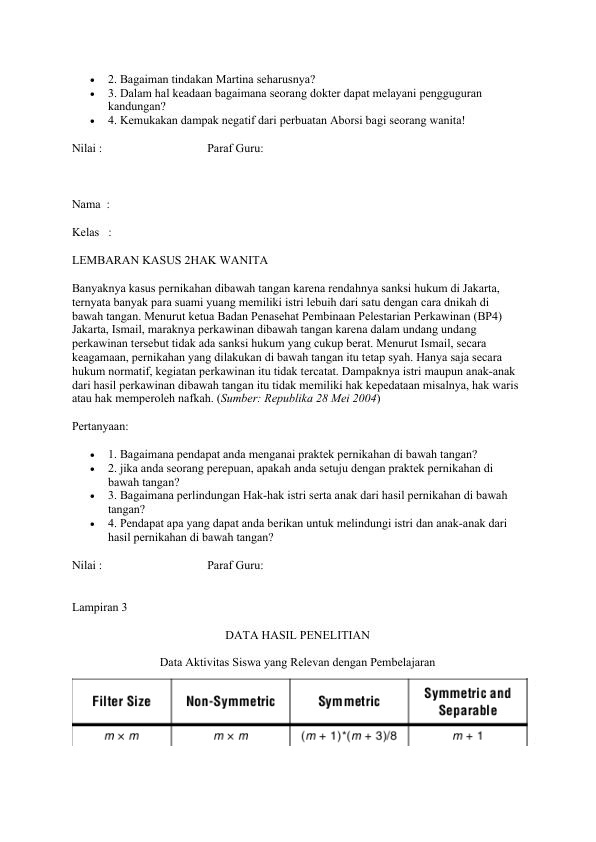 • 2. Bagaiman tindakan Martina seharusnya?
• 3. Dalam hal keadaan bagaimana seorang dokter dapat melayani pengguguran
kandungan?
• 4. Kemukakan dampak negatif dari perbuatan Aborsi bagi seorang wanita!
Nilai : Paraf Guru:
Nama :
Kelas :
LEMBARAN KASUS 2HAK WANITA
Banyaknya kasus pernikahan dibawah tangan karena rendahnya sanksi hukum di Jakarta,
ternyata banyak para suami yuang memiliki istri lebuih dari satu dengan cara dnikah di
bawah tangan. Menurut ketua Badan Penasehat Pembinaan Pelestarian Perkawinan (BP4)
Jakarta, Ismail, maraknya perkawinan dibawah tangan karena dalam undang undang
perkawinan tersebut tidak ada sanksi hukum yang cukup berat. Menurut Ismail, secara
keagamaan, pernikahan yang dilakukan di bawah tangan itu tetap syah. Hanya saja secara
hukum normatif, kegiatan perkawinan itu tidak tercatat. Dampaknya istri maupun anak-anak
dari hasil perkawinan dibawah tangan itu tidak memiliki hak kepedataan misalnya, hak waris
atau hak memperoleh nafkah. (Sumber: Republika 28 Mei 2004)
Pertanyaan:
• 1. Bagaimana pendapat anda menganai praktek pernikahan di bawah tangan?
• 2. jika anda seorang perepuan, apakah anda setuju dengan praktek pernikahan di
bawah tangan?
• 3. Bagaimana perlindungan Hak-hak istri serta anak dari hasil pernikahan di bawah
tangan?
• 4. Pendapat apa yang dapat anda berikan untuk melindungi istri dan anak-anak dari
hasil pernikahan di bawah tangan?
Nilai : Paraf Guru:
Lampiran 3
DATA HASIL PENELITIAN
Data Aktivitas Siswa yang Relevan dengan Pembelajaran
Filter Size Non-Symmetric Symmetric Symmetric and
Separable
m × m m × m (m + 1)*(m + 3)/8 m + 1